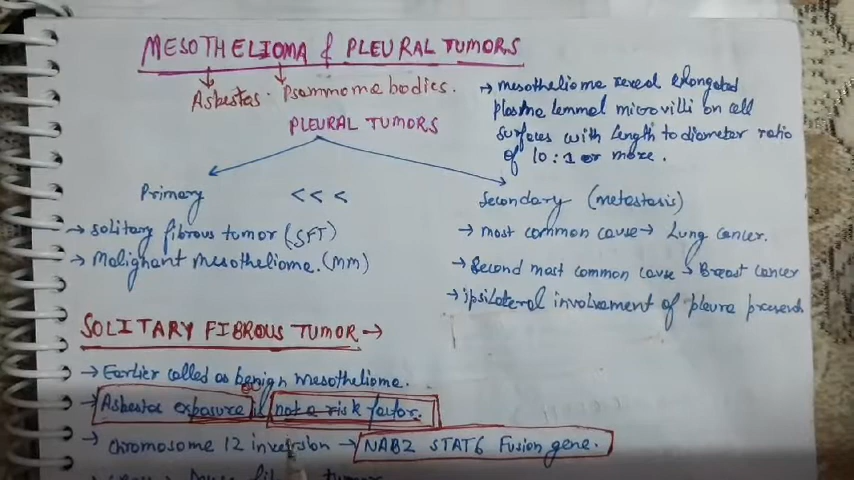 MESOTHELIOMA & PLEURAL TUMORS
Asbestas. Psammoma bodies.
→ mesothelioma reveal elongated
plasma lemmal microvilli on cell
surfaces with length to diameter ratio
of 10:1 or more.
PLEURAL TUMORS
Primary <<< Secondary (metastasis)
→ solitary fibrous tumor (SFT)
→ Malignant mesothelioma. (MM)
→ most common cause → Lung cancer.
→ Second most common cause → Breast cancer
→ ipsilateral involvement of pleura present
SOLITARY FIBROUS TUMOR →
→ Earlier called as benign mesothelioma.
→ Asbestas exposure is not a risk factor.
→ chromosome 12 inversion → NAB2 STAT6 Fusion gene.